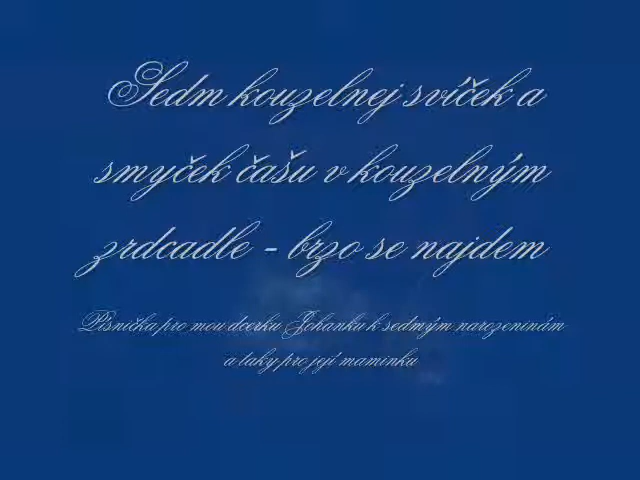 Sedm kouzelnej svíček a
smyček čašu v kouzelným
zrdcadle - brzo se najdem
Písnička pro mou dcerku Johanku k sedmým narozeninám
a taky pro její maminku